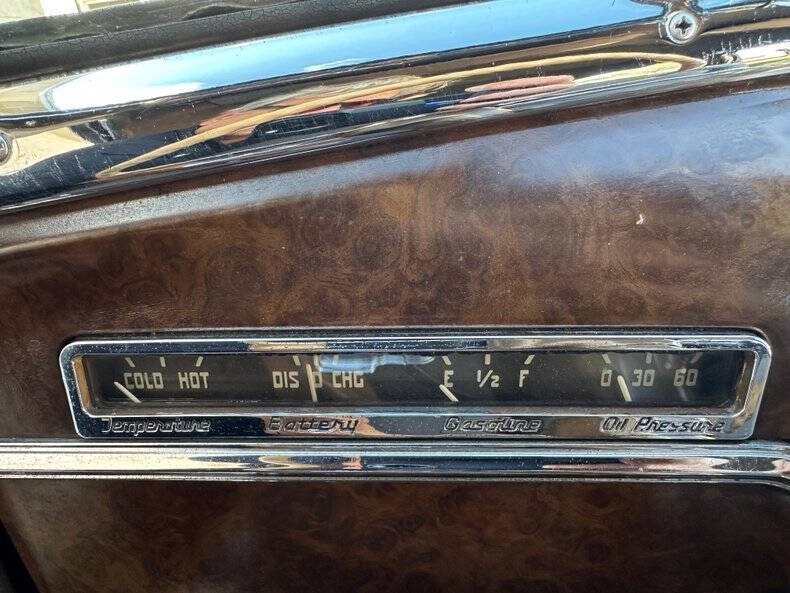 COLD HOT DIS 0 CHG E 1/2 F 0 30 60
Temperature Battery Gasoline Oil Pressure